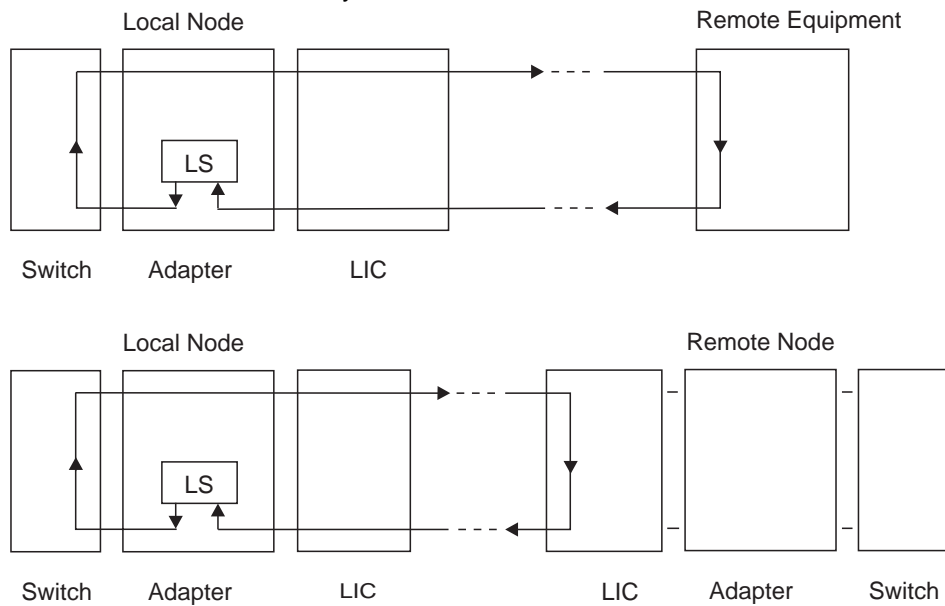 Local Node Remote Equipment
LS
Switch Adapter LIC
Local Node Remote Node
LS
Switch Adapter LIC LIC Adapter Switch